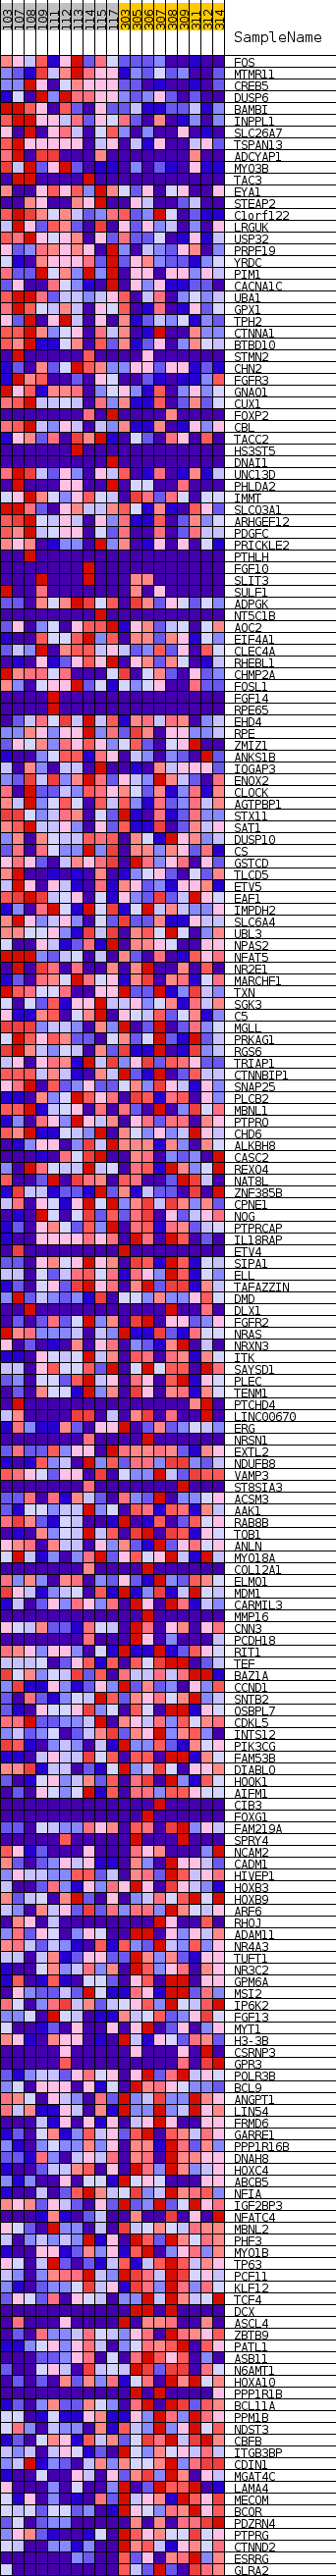 103 107 108 109 111 112 113 114 115 117 302 305 306 307 308 309 311 312 314
SampleName
FOS
MTMR11
CREB5
DUSP6
BAMBI
INPPL1
SLC26A7
TSPAN13
ADCYAP1
MYO3B
TAC3
EYA1
STEAP2
C1orf122
LRGUK
USP32
PRPF19
YRDC
PIM1
CACNA1C
UBA1
GPX1
TPH2
CTNNA1
BTBD10
STMN2
CHN2
FGFR3
GNAO1
CUX1
FOXP2
CBL
TACC2
HS3ST5
DNAI1
UNC13D
PHLDA2
IMMT
SLCO3A1
ARHGEF12
PDGFC
PRICKLE2
PTHLH
FGF10
SLIT3
SULF1
ADPGK
NT5C1B
AOC2
EIF4A1
CLEC4A
RHEBL1
CHMP2A
FOSL1
FGF14
RPE65
EHD4
RPE
ZMIZ1
ANKS1B
IQGAP3
ENOX2
CLOCK
AGTPBP1
STX11
SAT1
DUSP10
CS
GSTCD
TLCD5
ETV5
EAF1
IMPDH2
SLC6A4
UBL3
NPAS2
NFAT5
NR2E1
MARCHF1
TXN
SGK3
C5
MGLL
PRKAG1
RGS6
TRIAP1
CTNNBIP1
SNAP25
PLCB2
MBNL1
PTPRO
CHD6
ALKBH8
CASC2
REXO4
NAT8L
ZNF385B
CPNE1
NOG
PTPRCAP
IL18RAP
ETV4
SIPA1
ELL
TAFAZZIN
DMD
DLX1
FGFR2
NRAS
NRXN3
ITK
SAYSD1
PLEC
TENM1
PTCHD4
LINC00670
ERG
NRSN1
EXTL2
NDUFB8
VAMP3
ST8SIA3
ACSM3
AAK1
RAB8B
TOB1
ANLN
MYO18A
COL12A1
ELMO1
MDM1
CARMIL3
MMP16
CNN3
PCDH18
RIT1
TEF
BAZ1A
CCND1
SNTB2
OSBPL7
CDKL5
INTS12
PIK3CG
FAM53B
DIABLO
HOOK1
AIFM1
CIB3
FOXG1
FAM219A
SPRY4
NCAM2
CADM1
HIVEP1
HOXB3
HOXB9
ARF6
RHOJ
ADAM11
NR4A3
TUFT1
NR3C2
GPM6A
MSI2
IP6K2
FGF13
MYT1
H3-3B
CSRNP3
GPR3
POLR3B
BCL9
ANGPT1
LIN54
FRMD6
GARRE1
PPP1R16B
DNAH8
HOXC4
ABCB5
NFIA
IGF2BP3
NFATC4
MBNL2
PHF3
MYO1B
TP63
PCF11
KLF12
TCF4
DCX
ASCL4
ZBTB9
PATL1
ASB11
N6AMT1
HOXA10
PPP1R1B
BCL11A
PPM1B
NDST3
CBFB
ITGB3BP
CDIN1
MGAT4C
LAMA4
MECOM
BCOR
PDZRN4
PTPRG
CTNND2
ESRRG
GLRA2